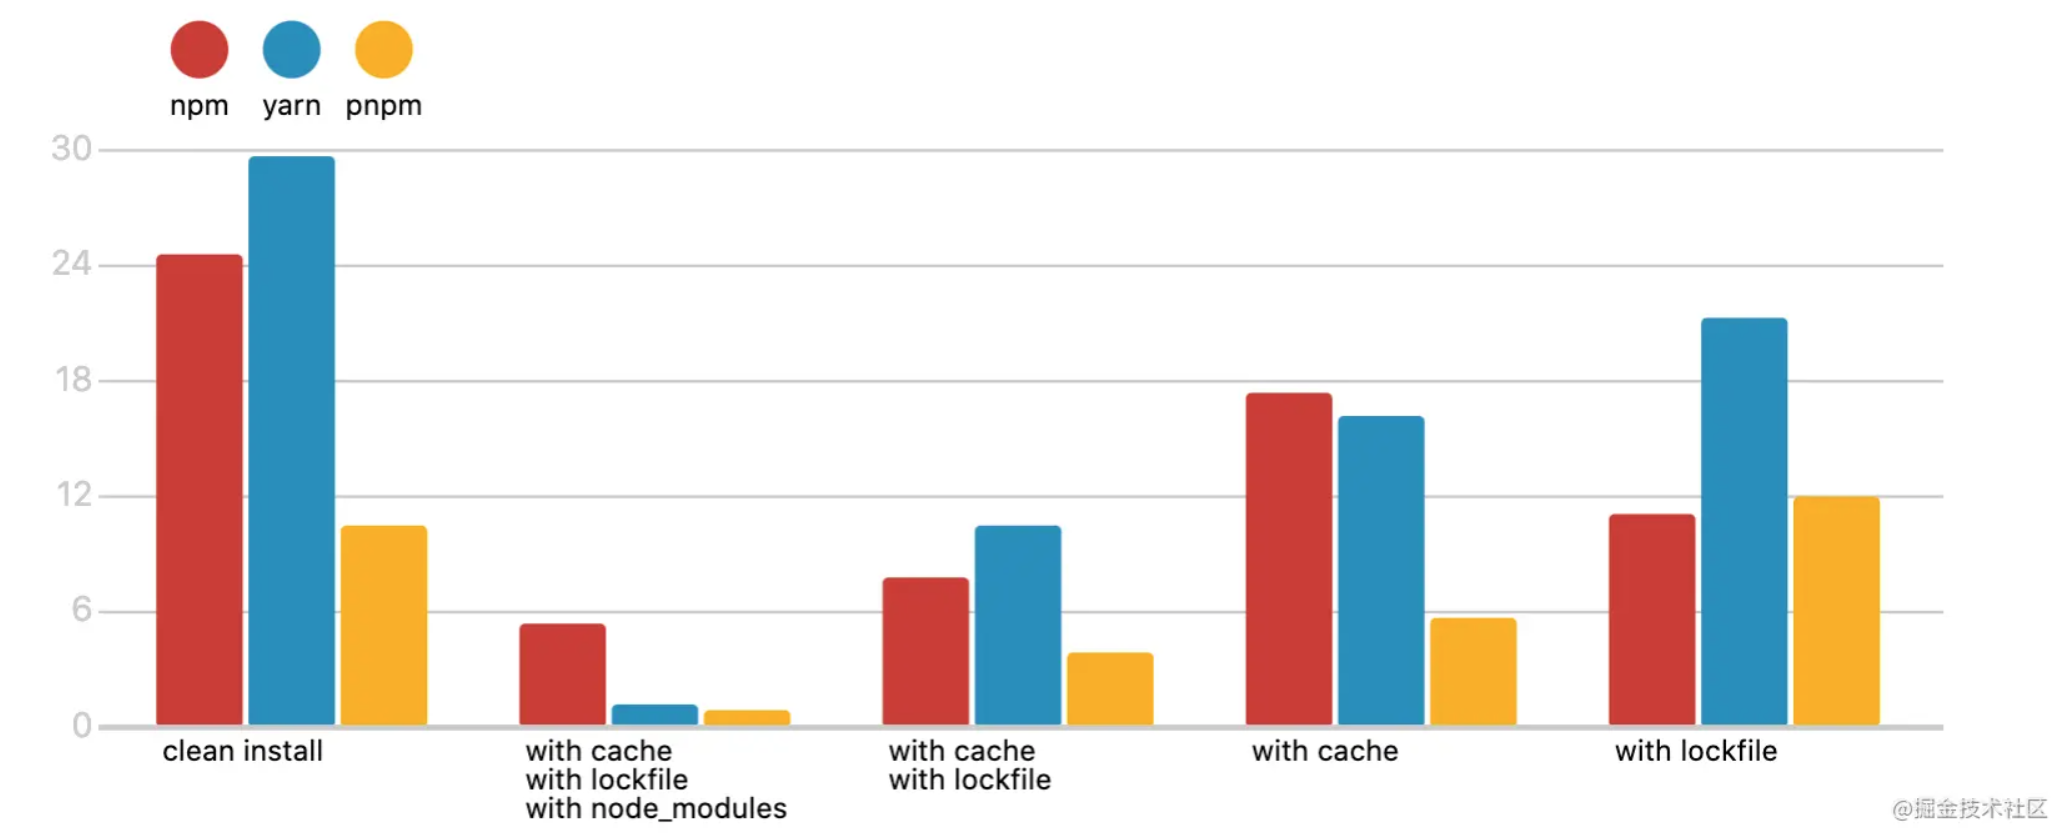 npm yarn pnpm
30
24
18
12
6
0
clean install
with cache
with lockfile
with node_modules
with cache
with lockfile
with cache
with lockfile
@掘金技术社区